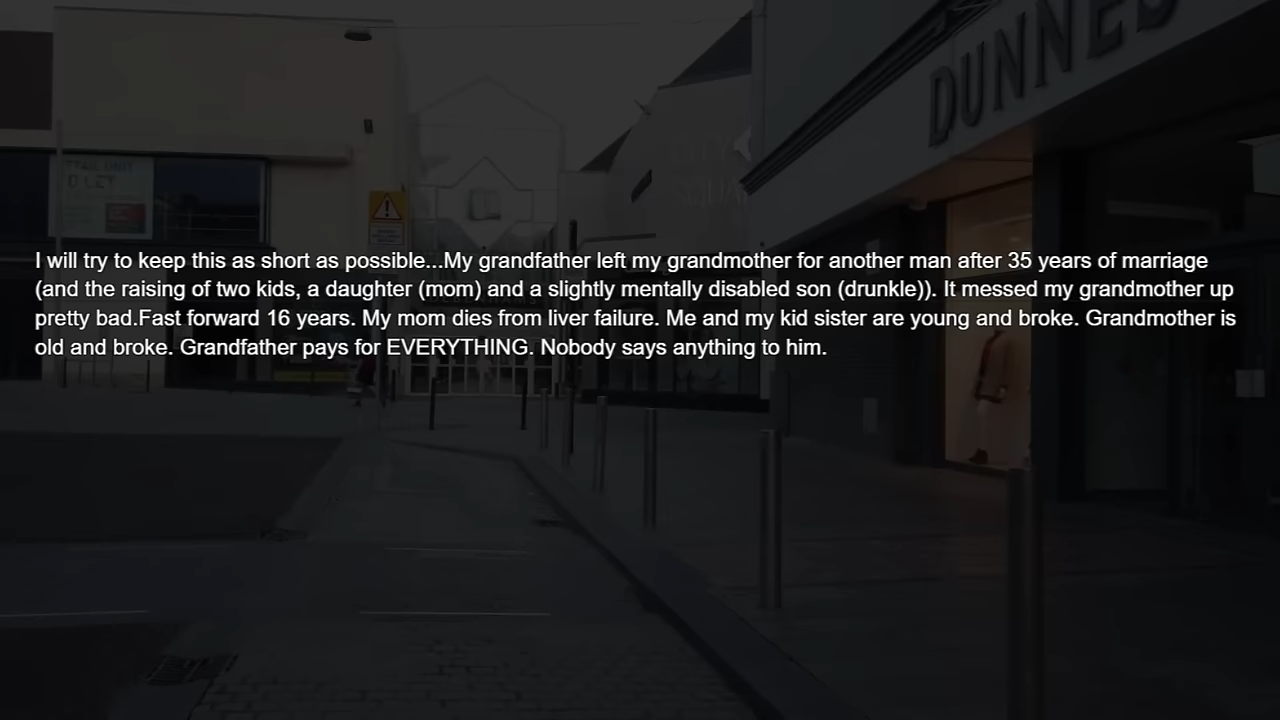 DUNNES
I will try to keep this as short as possible...My grandfather left my grandmother for another man after 35 years of marriage
(and the raising of two kids, a daughter (mom) and a slightly mentally disabled son (drunkle)). It messed my grandmother up
pretty bad.Fast forward 16 years. My mom dies from liver failure. Me and my kid sister are young and broke. Grandmother is
old and broke. Grandfather pays for EVERYTHING. Nobody says anything to him.